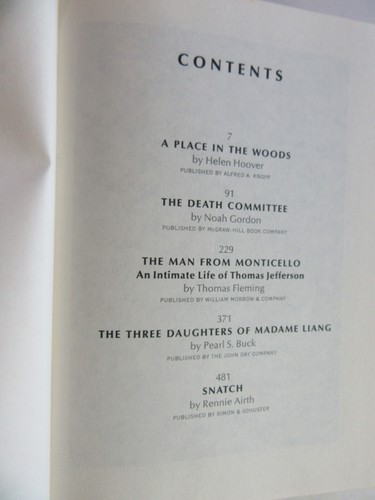 CONTENTS
7
A PLACE IN THE WOODS
by Helen Hoover
PUBLISHED BY ALFRED A. KNOPF
91
THE DEATH COMMITTEE
by Noah Gordon
PUBLISHED BY McGRAW-HILL BOOK COMPANY
229
THE MAN FROM MONTICELLO
An Intimate Life of Thomas Jefferson
by Thomas Fleming
PUBLISHED BY WILLIAM MORROW & COMPANY
371
THE THREE DAUGHTERS OF MADAME LIANG
by Pearl S. Buck
PUBLISHED BY THE JOHN DAY COMPANY
481
SNATCH
by Rennie Airth
PUBLISHED BY SIMON & SCHUSTER